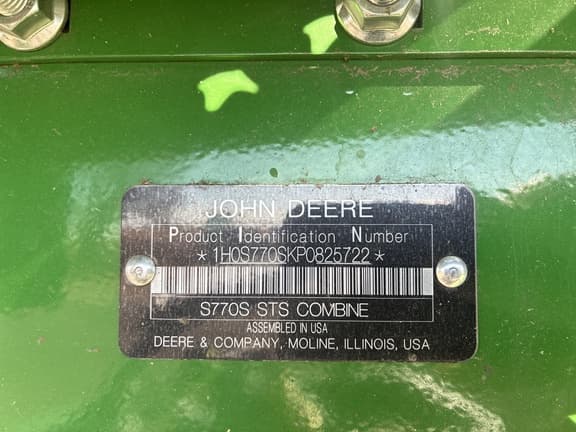 JOHN DEERE
Product Identification Number
*1H0S770SKP0825722*
S770S STS COMBINE
ASSEMBLED IN USA
DEERE & COMPANY, MOLINE, ILLINOIS, USA